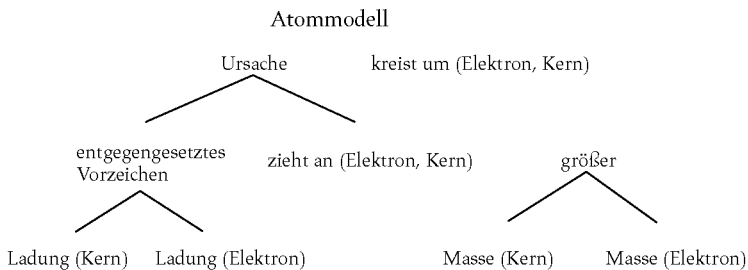 Atommodell
Ursache kreist um (Elektron, Kern)
entgegengesetztes
Vorzeichen zieht an (Elektron, Kern) größer
Ladung (Kern) Ladung (Elektron) Masse (Kern) Masse (Elektron)